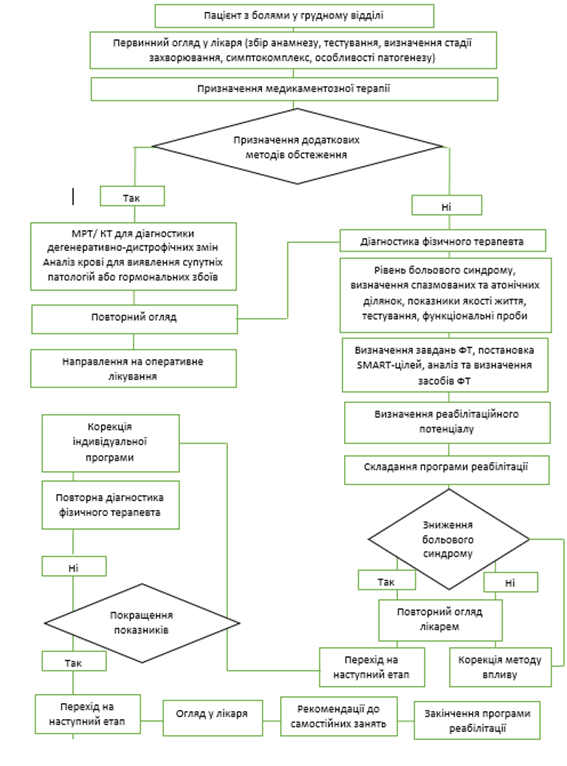 Пацієнт з болями у грудному відділі
Первинний огляд у лікаря (збір анамнезу, тестування, визначення стадії
захворювання, симптокомплекс, особливості патогенезу)
Призначення медикаментозної терапії
Призначення додаткових
методів обстеження
Так
Ні
МРТ/ КТ для діагностики
дегенеративно-дистрофічних змін
Аналіз крові для виявлення супутніх
патологій або гормональних збоїв
Повторний огляд
Направлення на оперативне
лікування
Діагностика фізичного терапевта
Рівень больового синдрому,
визначення спазмованих та атонічних
ділянок, показники якості життя,
тестування, функціональні проби
Визначення завдань ФТ, постановка
SMART-цілей, аналіз та визначення
засобів ФТ
Визначення реабілітаційного
потенціалу
Складання програми реабілітації
Зниження
больового
синдрому
Так
Ні
Повторний огляд
лікарем
Перехід на
наступний етап
Корекція методу
впливу
Корекція
індивідуальної
програми
Повторна діагностика
фізичного терапевта
Ні
Покращення
показників
Так
Перехід на
наступний етап
Огляд у лікаря
Рекомендації до
самостійних занять
Закінчення програми
реабілітації